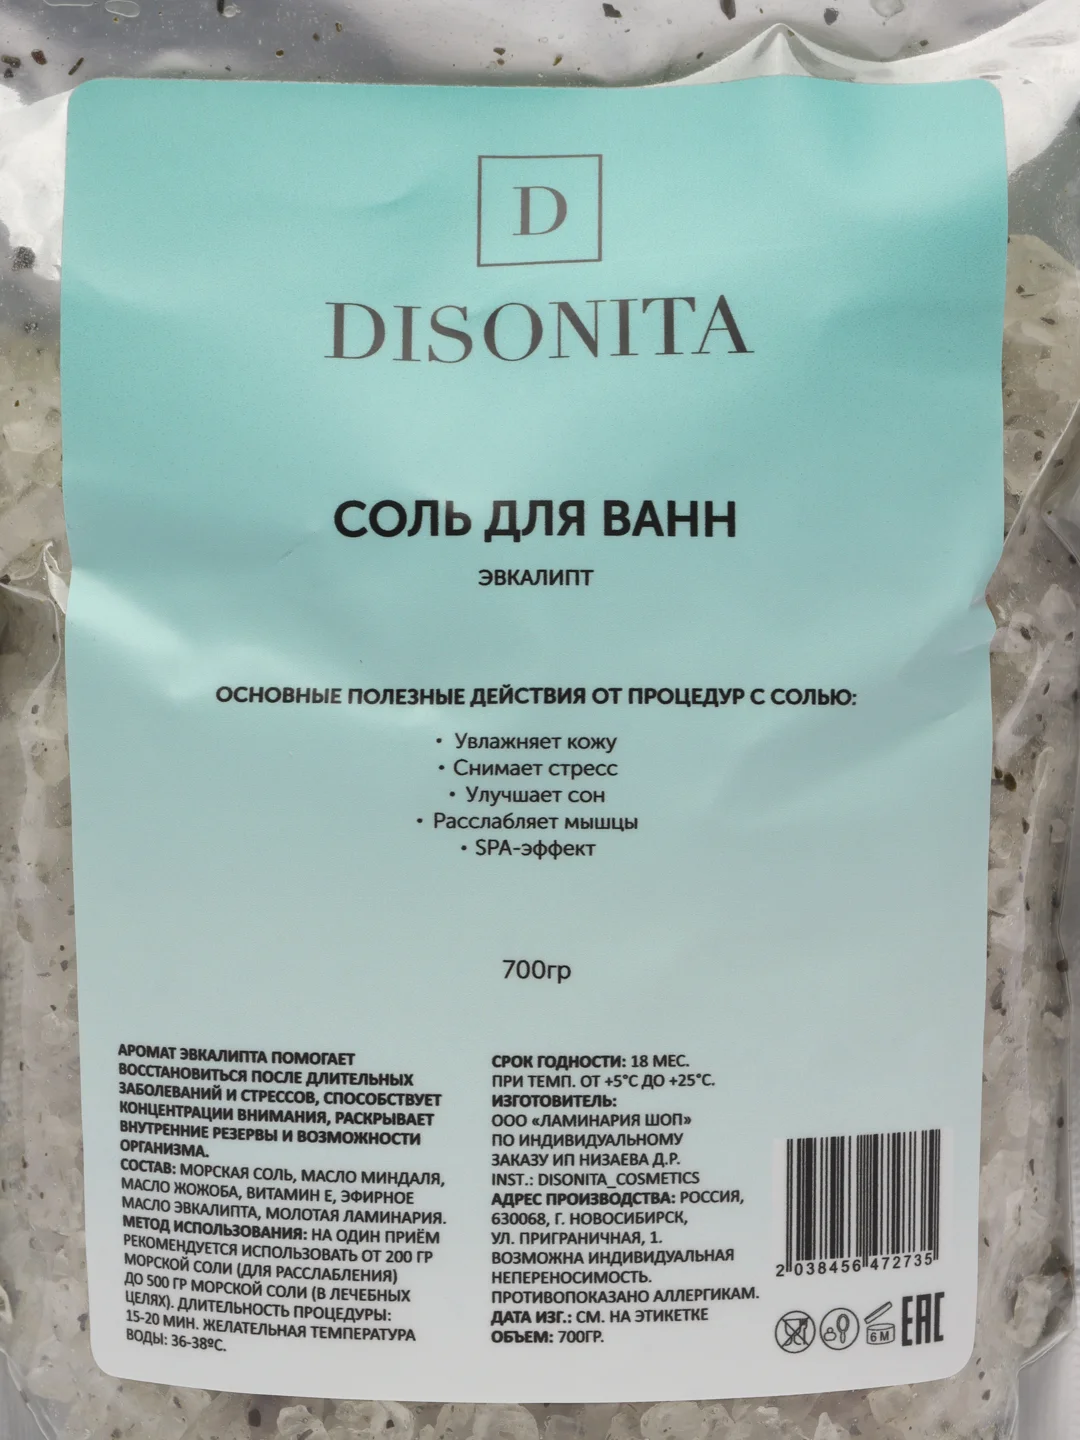 D
DISONITA
СОЛЬ ДЛЯ ВАНН
ЭВКАЛИПТ
ОСНОВНЫЕ ПОЛЕЗНЫЕ ДЕЙСТВИЯ ОТ ПРОЦЕДУР С СОЛЬЮ:
• Увлажняет кожу
• Снимает стресс
• Улучшает сон
• Расслабляет мышцы
• SPA-эффект
700гр
АРОМАТ ЭВКАЛИПТА ПОМОГАЕТ
ВОССТАНОВИТЬСЯ ПОСЛЕ ДЛИТЕЛЬНЫХ
ЗАБОЛЕВАНИЙ И СТРЕССОВ, СПОСОБСТВУЕТ
КОНЦЕНТРАЦИИ ВНИМАНИЯ, РАСКРЫВАЕТ
ВНУТРЕННИЕ РЕЗЕРВЫ И ВОЗМОЖНОСТИ
ОРГАНИЗМА.
СОСТАВ: МОРСКАЯ СОЛЬ, МАСЛО МИНДАЛЯ,
МАСЛО ЖОЖОБА, ВИТАМИН Е, ЭФИРНОЕ
МАСЛО ЭВКАЛИПТА, МОЛОТАЯ ЛАМИНАРИЯ.
МЕТОД ИСПОЛЬЗОВАНИЯ: НА ОДИН ПРИЁМ
РЕКОМЕНДУЕТСЯ ИСПОЛЬЗОВАТЬ ОТ 200 ГР
МОРСКОЙ СОЛИ (ДЛЯ РАССЛАБЛЕНИЯ)
ДО 500 ГР МОРСКОЙ СОЛИ (В ЛЕЧЕБНЫХ
ЦЕЛЯХ). ДЛИТЕЛЬНОСТЬ ПРОЦЕДУРЫ:
15-20 МИН. ЖЕЛАТЕЛЬНАЯ ТЕМПЕРАТУРА
ВОДЫ: 36-38ºС.
СРОК ГОДНОСТИ: 18 МЕС.
ПРИ ТЕМП. ОТ +5°С ДО +25°С.
ИЗГОТОВИТЕЛЬ:
ООО «ЛАМИНАРИЯ ШОП»
ПО ИНДИВИДУАЛЬНОМУ
ЗАКАЗУ ИП НИЗАЕВА Д.Р.
INST.: DISONITA_COSMETICS
АДРЕС ПРОИЗВОДСТВА: РОССИЯ,
630068, Г. НОВОСИБИРСК,
УЛ. ПРИГРАНИЧНАЯ, 1.
ВОЗМОЖНА ИНДИВИДУАЛЬНАЯ
НЕПЕРЕНОСИМОСТЬ.
ПРОТИВОПОКАЗАНО АЛЛЕРГИКАМ.
ДАТА ИЗГ.: СМ. НА ЭТИКЕТКЕ
ОБЪЕМ: 700ГР.
2 038456 472735
6 M
EAC